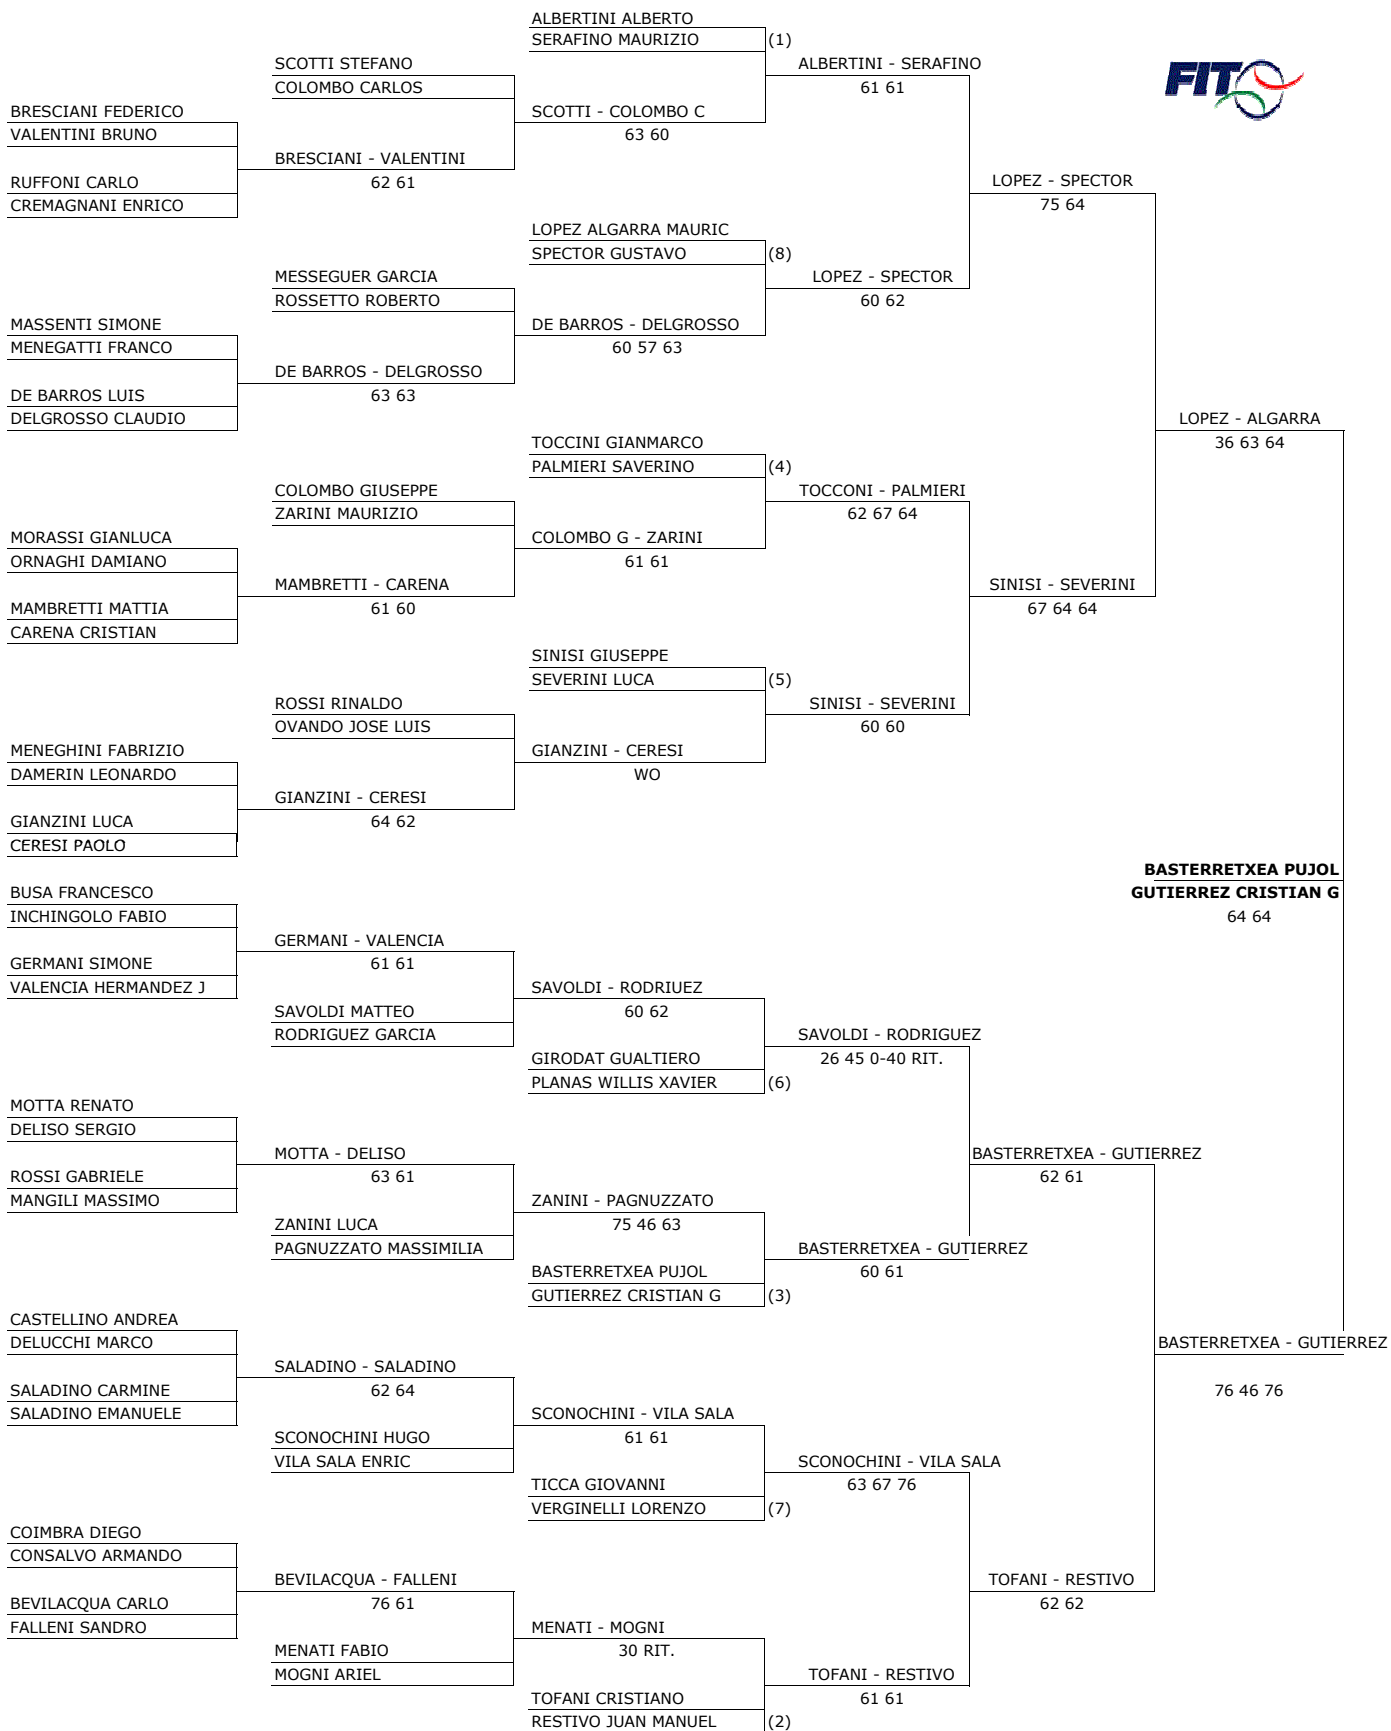 ALBERTINI ALBERTO
SERAFINO MAURIZIO (1)
SCOTTI STEFANO
ALBERTINI - SERAFINO
COLOMBO CARLOS
61 61
FIT
BRESCIANI FEDERICO
SCOTTI - COLOMBO C
VALENTINI BRUNO
63 60
BRESCIANI - VALENTINI
RUFFONI CARLO
62 61
LOPEZ - SPECTOR
CREMAGNANI ENRICO
75 64
LOPEZ ALGARRA MAURIC
SPECTOR GUSTAVO (8)
MESSEGUER GARCIA
LOPEZ - SPECTOR
ROSSETTO ROBERTO
60 62
MASSENTI SIMONE
DE BARROS - DELGROSSO
MENEGATTI FRANCO
60 57 63
DE BARROS - DELGROSSO
DE BARROS LUIS
63 63
DELGROSSO CLAUDIO
LOPEZ - ALGARRA
TOCCINI GIANMARCO
36 63 64
PALMIERI SAVERINO (4)
COLOMBO GIUSEPPE
TOCCONI - PALMIERI
ZARINI MAURIZIO
62 67 64
MORASSI GIANLUCA
COLOMBO G - ZARINI
ORNAGHI DAMIANO
61 61
MAMBRETTI - CARENA
SINISI - SEVERINI
MAMBRETTI MATTIA
61 60
67 64 64
CARENA CRISTIAN
SINISI GIUSEPPE
SEVERINI LUCA (5)
ROSSI RINALDO
SINISI - SEVERINI
OVANDO JOSE LUIS
60 60
MENEGHINI FABRIZIO
GIANZINI - CERESI
DAMERIN LEONARDO
WO
GIANZINI - CERESI
GIANZINI LUCA
64 62
CERESI PAOLO
BASTERRETXEA PUJOL
BUSA FRANCESCO
GUTIERREZ CRISTIAN G
INCHINGOLO FABIO
64 64
GERMANI - VALENCIA
GERMANI SIMONE
61 61
VALENCIA HERMANDEZ J
SAVOLDI - RODRIUEZ
SAVOLDI MATTEO
60 62
RODRIGUEZ GARCIA
SAVOLDI - RODRIGUEZ
GIRODAT GUALTIERO
26 45 0-40 RIT.
PLANAS WILLIS XAVIER (6)
MOTTA RENATO
DELISO SERGIO
MOTTA - DELISO
BASTERRETXEA - GUTIERREZ
ROSSI GABRIELE
63 61
62 61
MANGILI MASSIMO
ZANINI - PAGNUZZATO
ZANINI LUCA
75 46 63
PAGNUZZATO MASSIMILIA
BASTERRETXEA - GUTIERREZ
BASTERRETXEA PUJOL
60 61
GUTIERREZ CRISTIAN G (3)
CASTELLINO ANDREA
DELUCCHI MARCO
BASTERRETXEA - GUTIERREZ
SALADINO - SALADINO
SALADINO CARMINE
62 64
76 46 76
SALADINO EMANUELE
SCONOCHINI - VILA SALA
SCONOCHINI HUGO
61 61
VILA SALA ENRIC
SCONOCHINI - VILA SALA
TICCA GIOVANNI
63 67 76
VERGINELLI LORENZO (7)
COIMBRA DIEGO
CONSALVO ARMANDO
BEVILACQUA - FALLENI
TOFANI - RESTIVO
BEVILACQUA CARLO
76 61
62 62
FALLENI SANDRO
MENATI - MOGNI
MENATI FABIO
30 RIT.
MOGNI ARIEL
TOFANI - RESTIVO
TOFANI CRISTIANO
61 61
RESTIVO JUAN MANUEL (2)